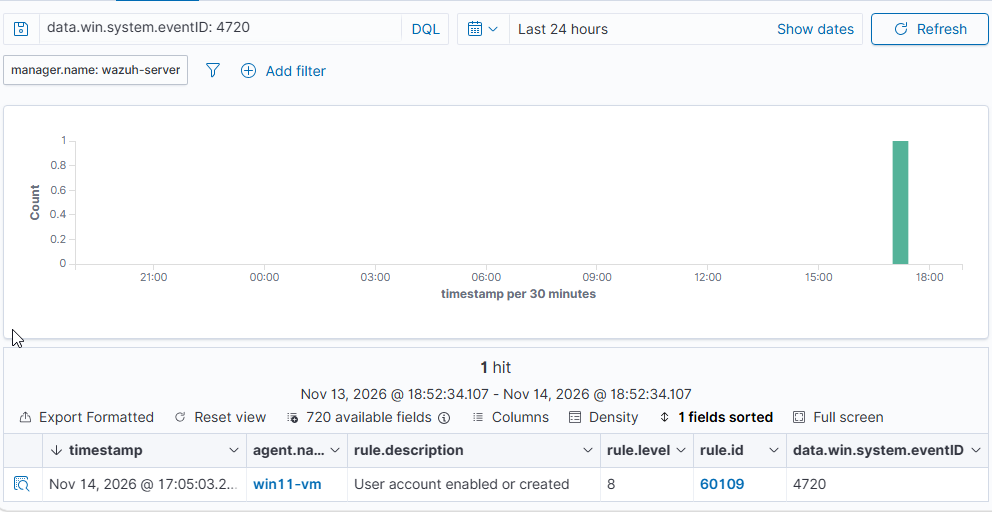 data.win.system.eventID: 4720 DQL Last 24 hours Show dates Refresh
manager.name: wazuh-server Add filter
1
0.8
0.6
0.4
0.2
0
Count
21:00 00:00 03:00 06:00 09:00 12:00 15:00 18:00
timestamp per 30 minutes
1 hit
Nov 13, 2026 @ 18:52:34.107 - Nov 14, 2026 @ 18:52:34.107
Export Formatted Reset view 720 available fields Columns Density 1 fields sorted Full screen
timestamp agent.na... rule.description rule.level rule.id data.win.system.eventID
Nov 14, 2026 @ 17:05:03.2... win11-vm User account enabled or created 8 60109 4720